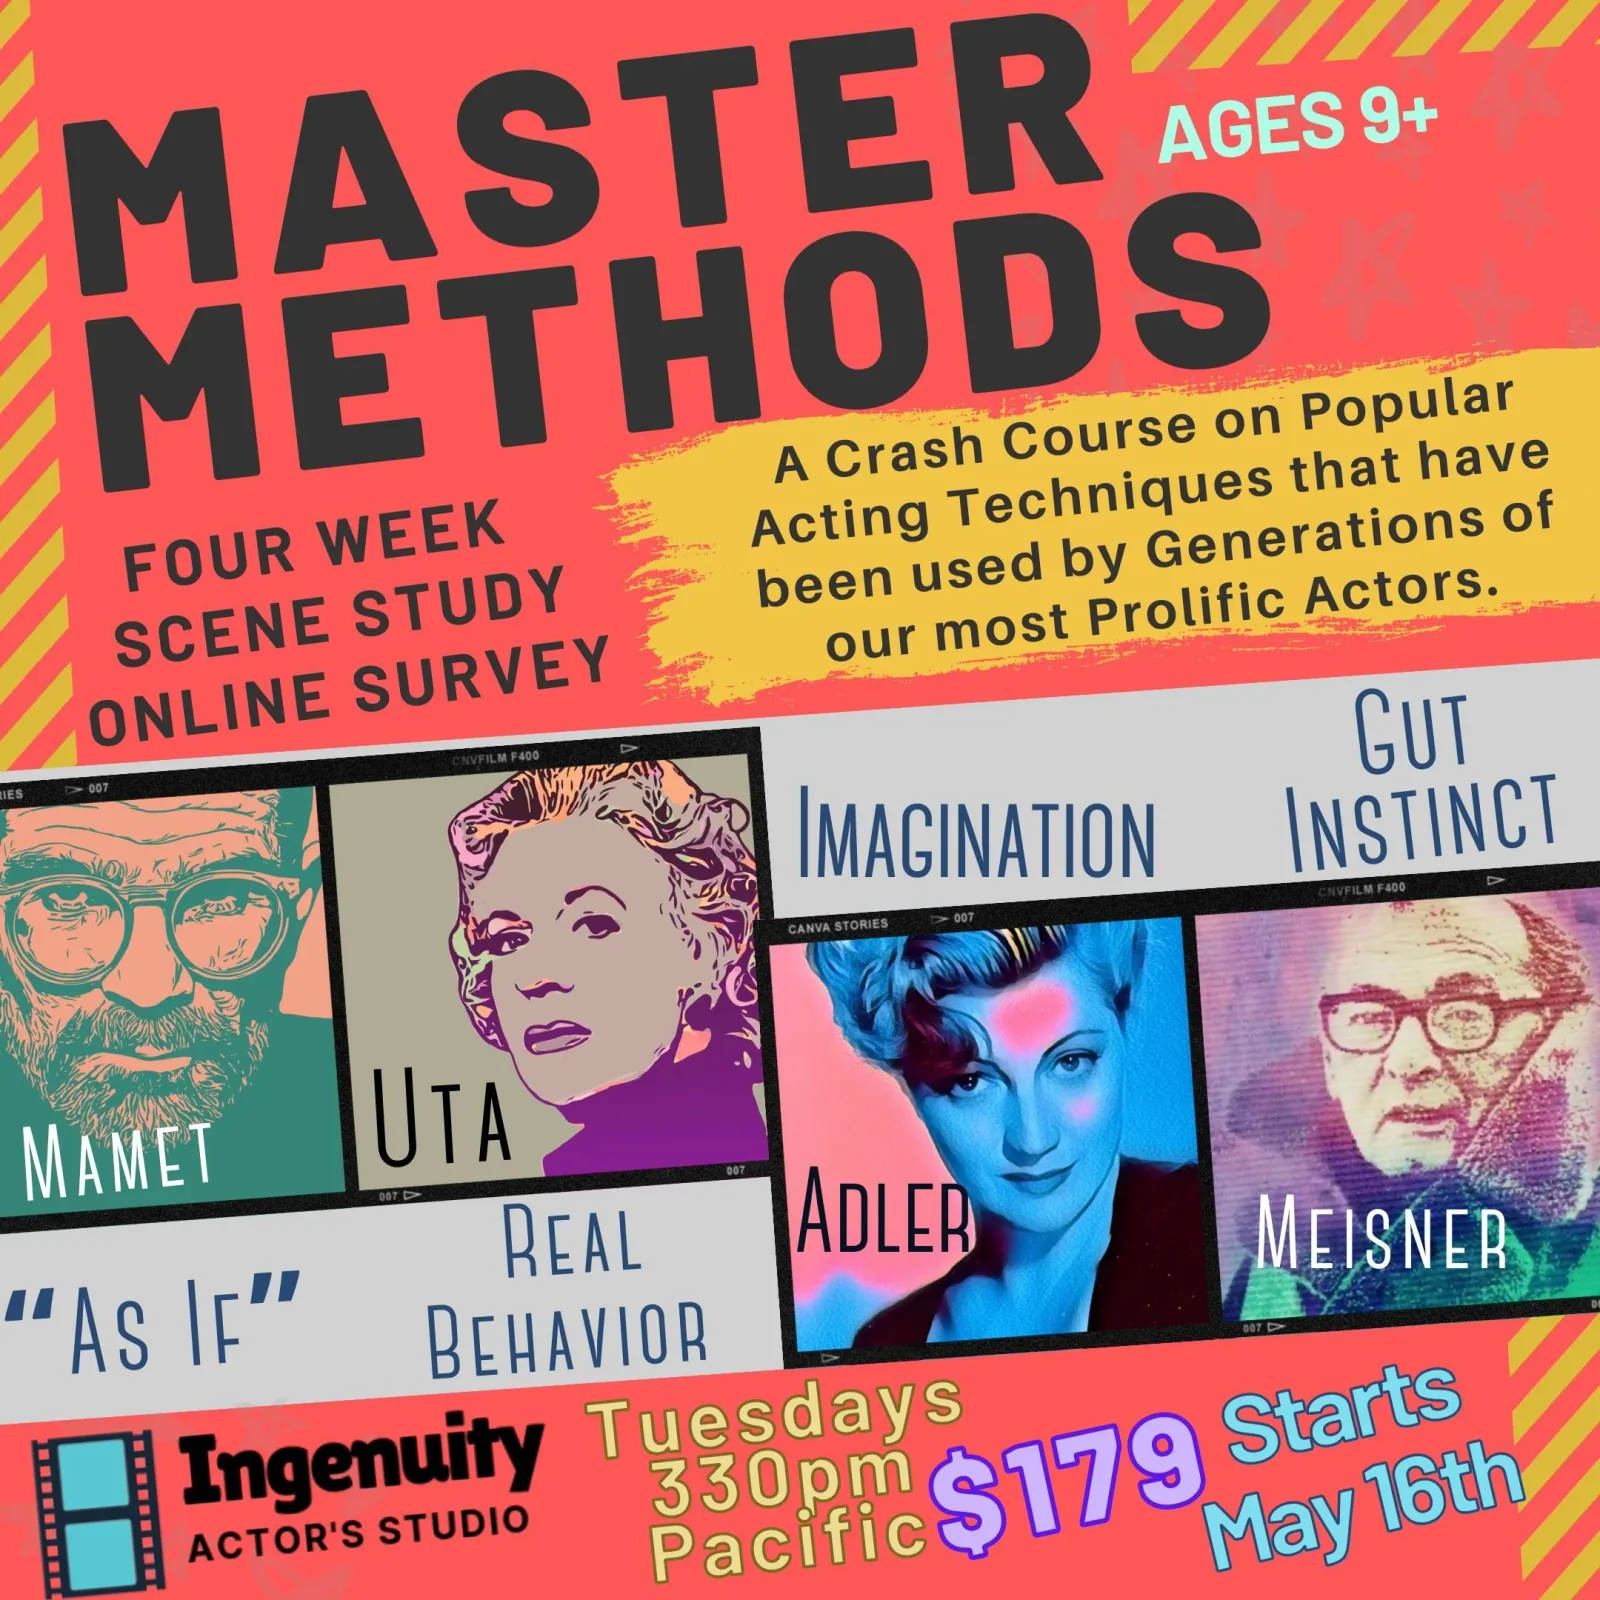 MASTER
METHODS
AGES 9+
A Crash Course on Popular
Acting Techniques that have
been used by Generations of
our most Prolific Actors.
FOUR WEEK
SCENE STUDY
ONLINE SURVEY
IMAGINATION
GUT
INSTINCT
RIES 007
CNVFILM F400
MAMET
UTA
007
007
CANVA STORIES 007
CNVFILM F400
ADLER
MEISNER
007
“AS IF”
REAL
BEHAVIOR
Ingenuity
ACTOR'S STUDIO
Tuesdays
330pm
Pacific
$179
Starts
May 16th